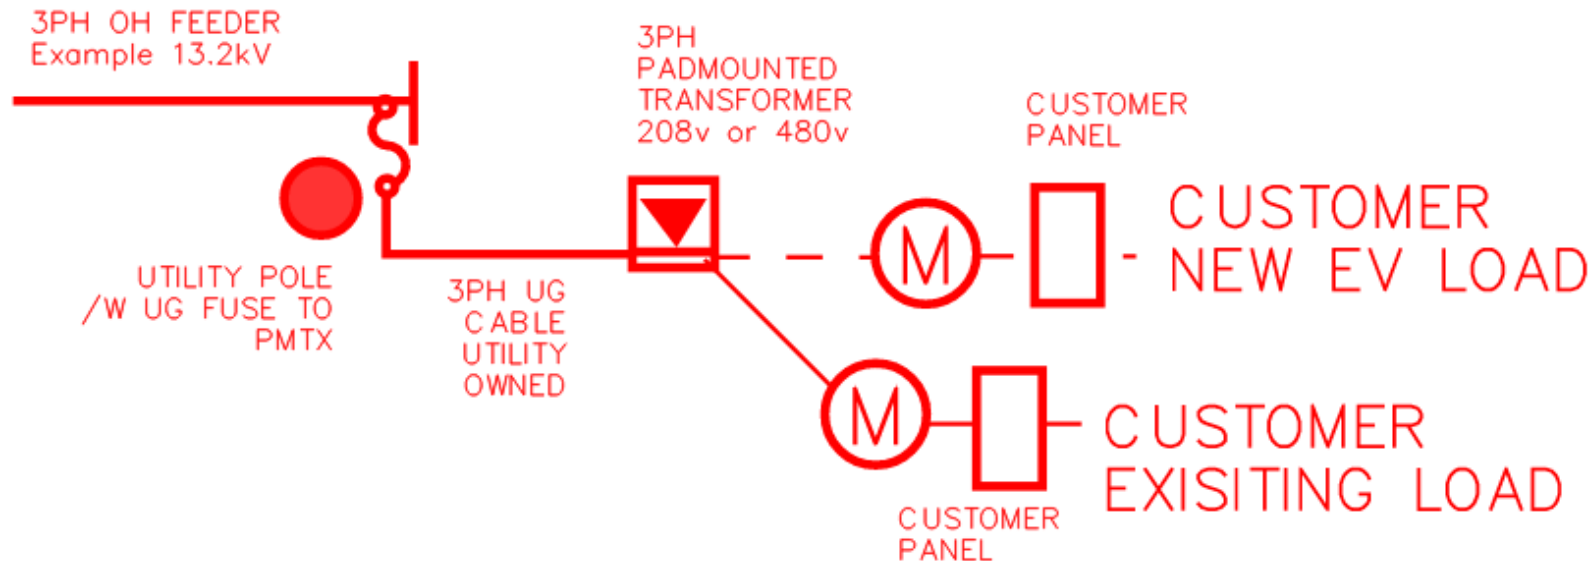 3PH OH FEEDER
Example 13.2kV
3PH
PADMOUNTED
TRANSFORMER
208v or 480v
CUSTOMER
PANEL
M
CUSTOMER
NEW EV LOAD
UTILITY POLE
/W UG FUSE TO
PMTX
3PH UG
CABLE
UTILITY
OWNED
M
CUSTOMER
EXISITING LOAD
CUSTOMER
PANEL